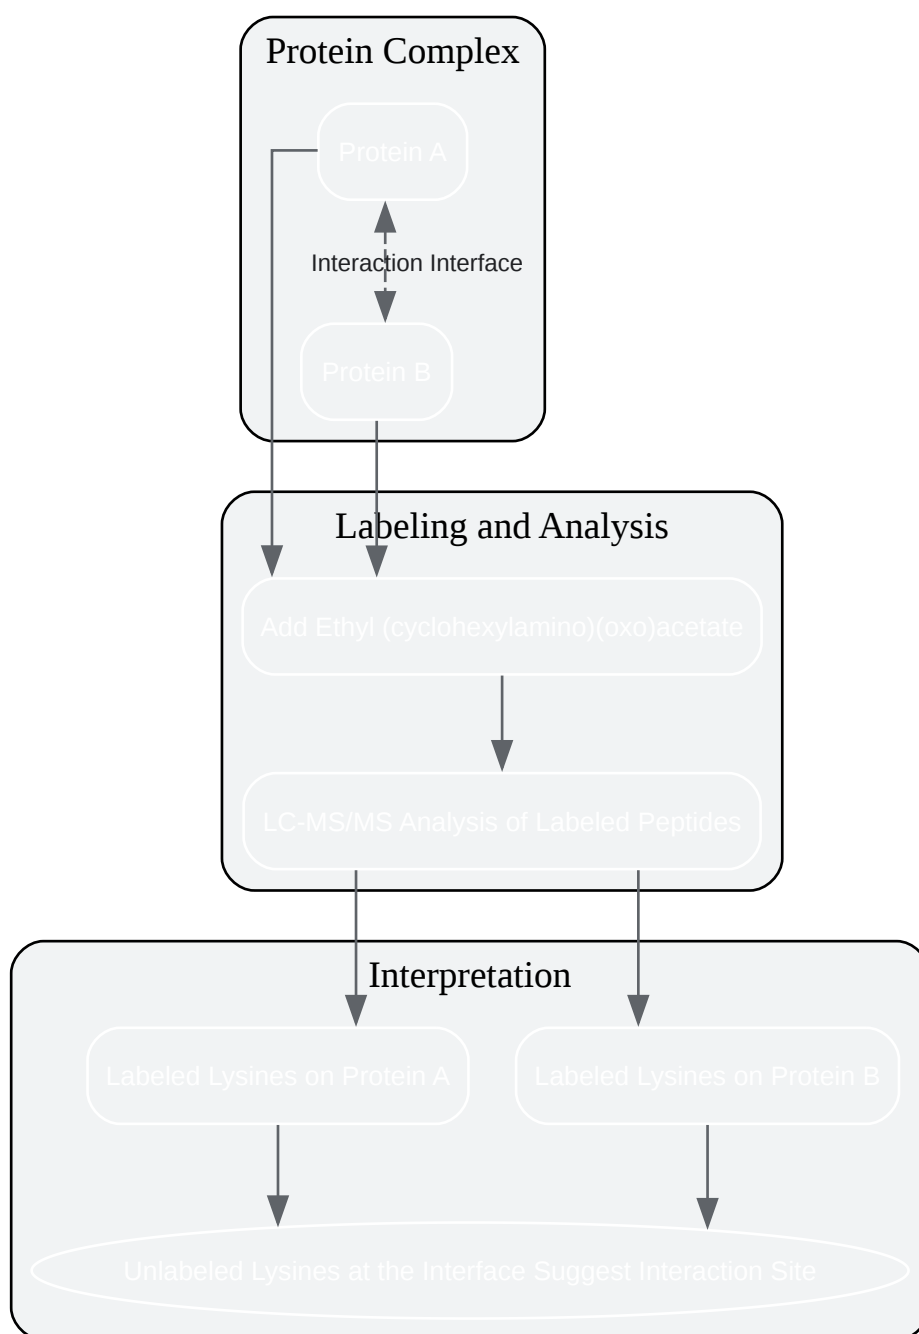 Protein Complex
Protein A
Interaction Interface
Protein B
Labeling and Analysis
Add Ethyl (cyclohexylamino)(oxo)acetate
LC-MS/MS Analysis of Labeled Peptides
Interpretation
Labeled Lysines on Protein A
Labeled Lysines on Protein B
Unlabeled Lysines at the Interface Suggest Interaction Site